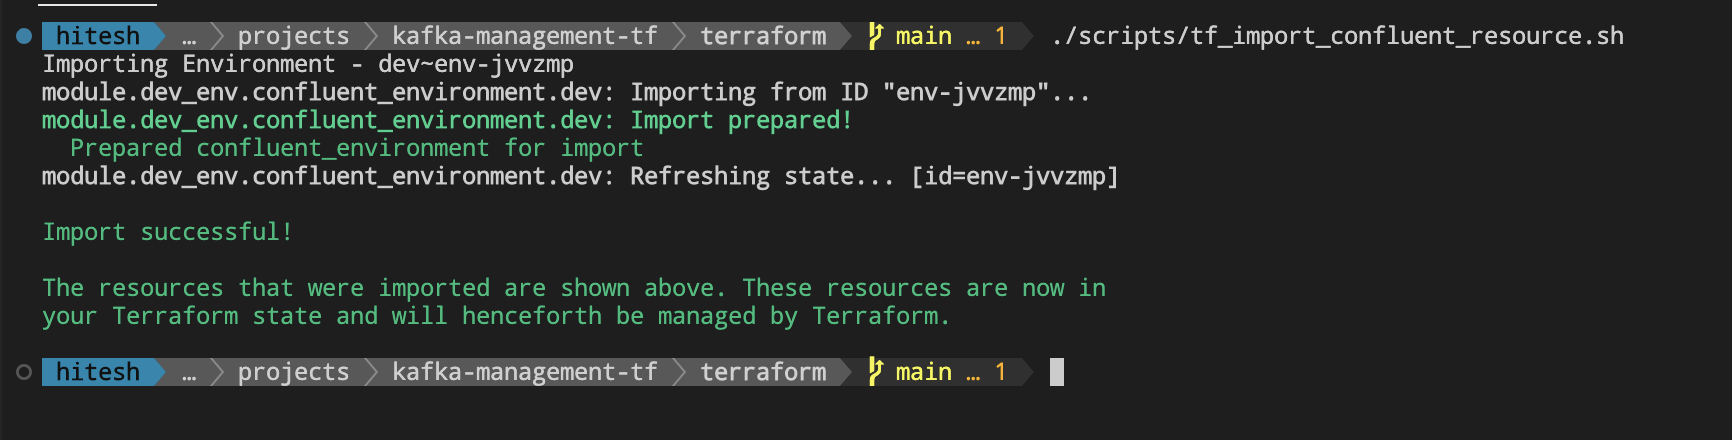 hitesh … projects kafka-management-tf terraform main … 1 ./scripts/tf_import_confluent_resource.sh
Importing Environment - dev~env-jvvzmp
module.dev_env.confluent_environment.dev: Importing from ID "env-jvvzmp"...
module.dev_env.confluent_environment.dev: Import prepared!
  Prepared confluent_environment for import
module.dev_env.confluent_environment.dev: Refreshing state... [id=env-jvvzmp]
Import successful!
The resources that were imported are shown above. These resources are now in
your Terraform state and will henceforth be managed by Terraform.
hitesh … projects kafka-management-tf terraform main … 1